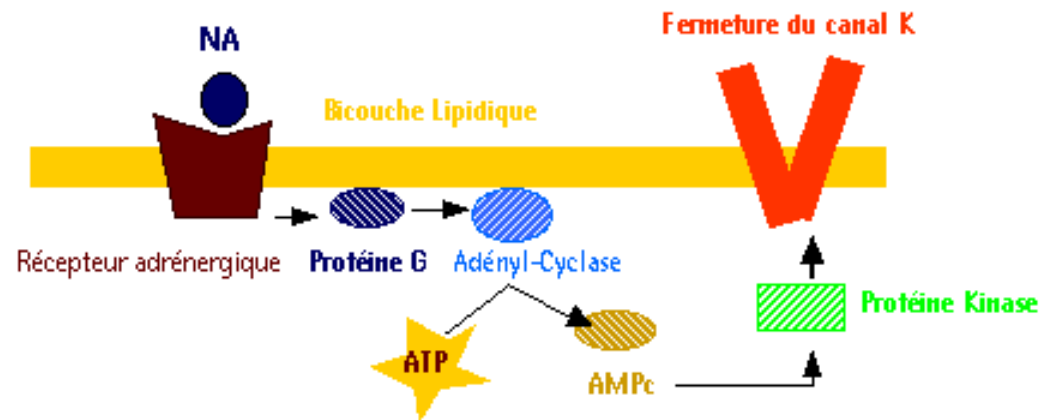 NA
Fermeture du canal K
Bicouche Lipidique
Récepteur adrénergique
Protéine G
Adényl-Cyclase
Protéine Kinase
ATP
AMPc